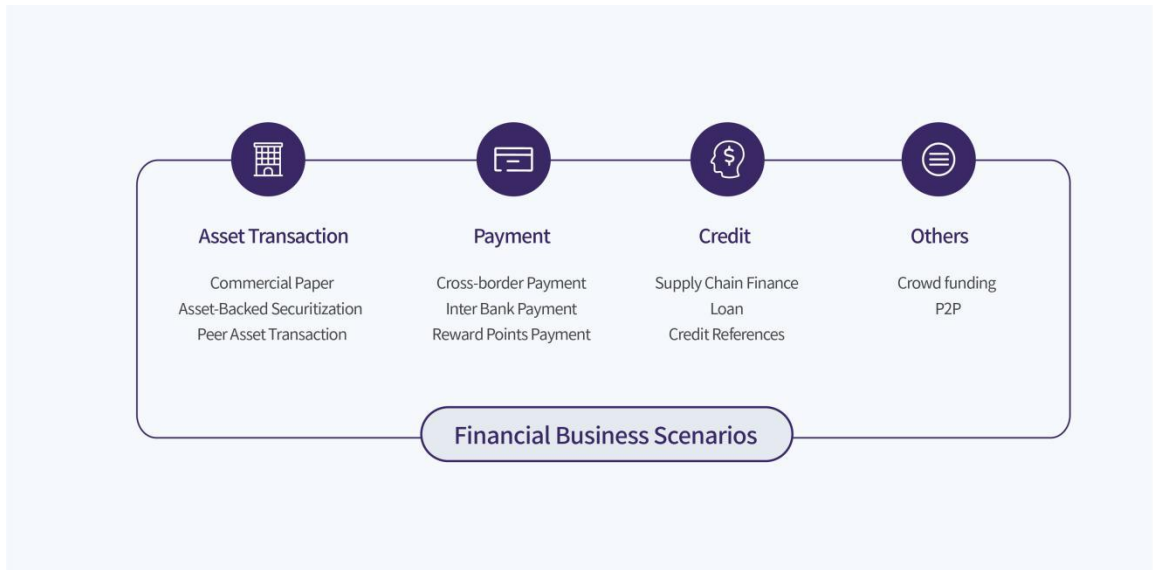 Asset Transaction
Commercial Paper
Asset-Backed Securitization
Peer Asset Transaction
Payment
Cross-border Payment
Inter Bank Payment
Reward Points Payment
Credit
Supply Chain Finance
Loan
Credit References
Others
Crowd funding
P2P
Financial Business Scenarios